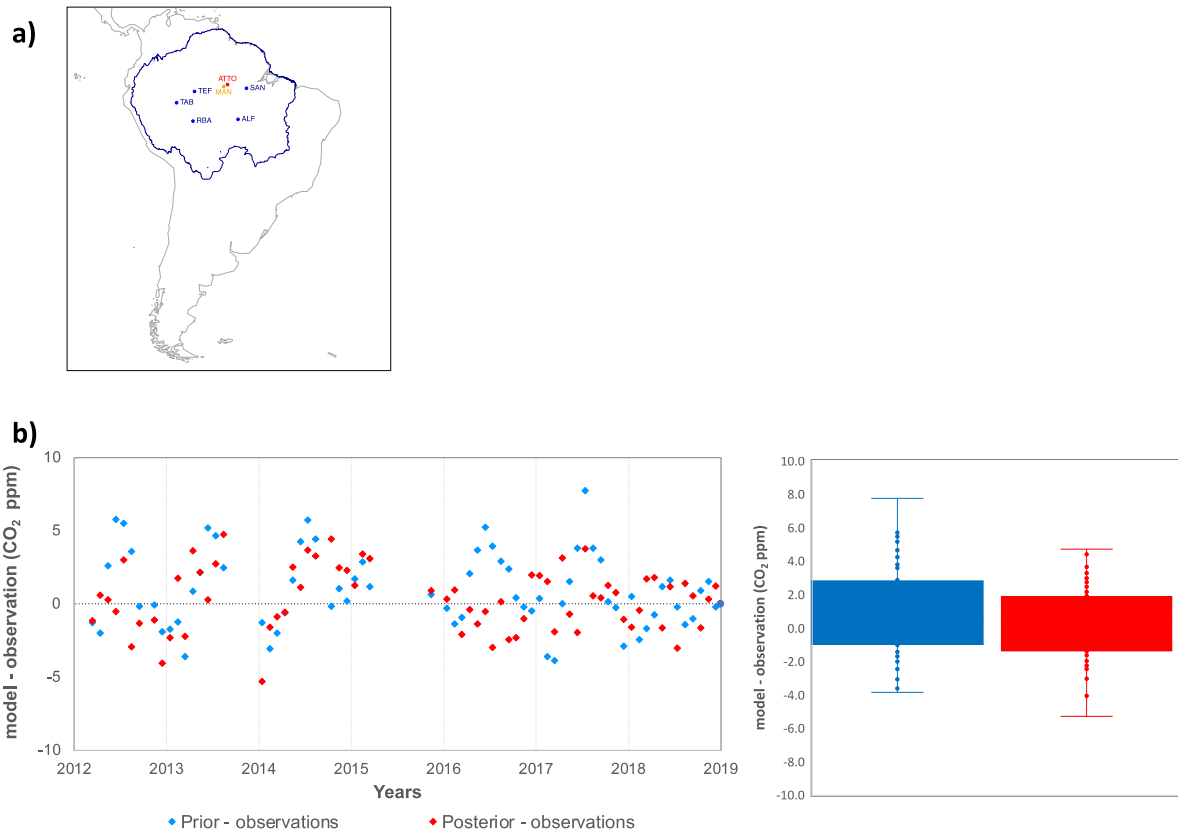 a)
ATTO
MAN
TEF
SAN
TAB
RBA
ALF
b)
model - observation (CO₂ ppm)
10
5
0
-5
-10
2012 2013 2014 2015 2016 2017 2018 2019
Years
Prior - observations Posterior - observations
model - observation (CO₂ ppm)
10.0
8.0
6.0
4.0
2.0
0.0
-2.0
-4.0
-6.0
-8.0
-10.0